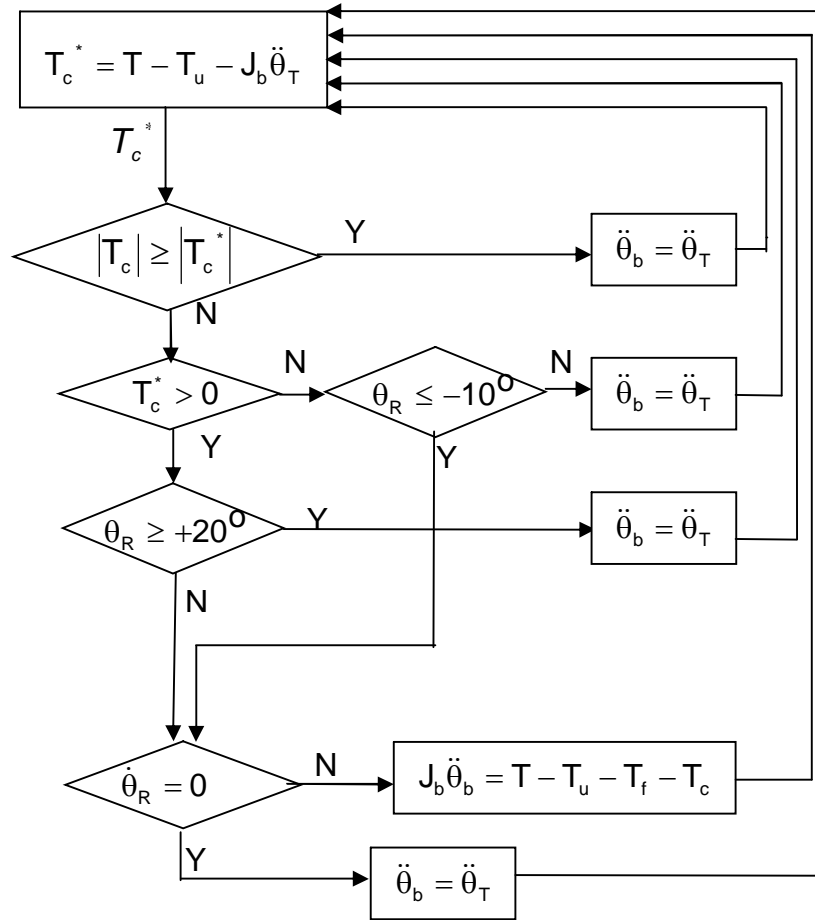 T_c^* = T − T_u − J_b θ̈_T
T_c^*
|T_c| ≥ |T_c^*|
Y
θ̈_b = θ̈_T
N
T_c^* > 0
N
θ_R ≤ −10°
N
θ̈_b = θ̈_T
Y
Y
θ_R ≥ +20°
Y
θ̈_b = θ̈_T
N
θ̇_R = 0
N
J_b θ̈_b = T − T_u − T_f − T_c
Y
θ̈_b = θ̈_T